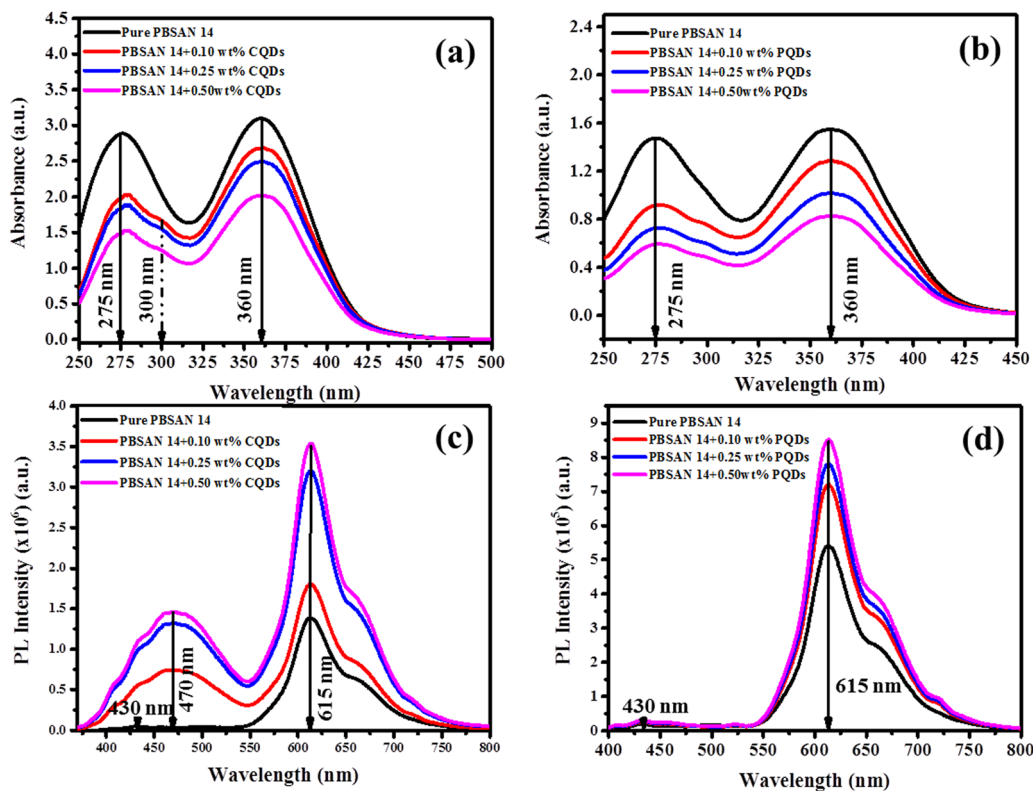 4.5
4.0
3.5
3.0
2.5
2.0
1.5
1.0
0.5
0.0
Absorbance (a.u.)
Pure PBSAN 14
PBSAN 14+0.10 wt% CQDs
PBSAN 14+0.25 wt% CQDs
PBSAN 14+0.50wt% CQDs
(a)
275 nm
300 nm
360 nm
250 275 300 325 350 375 400 425 450 475 500
Wavelength (nm)
2.4
2.0
1.6
1.2
0.8
0.4
0.0
Absorbance (a.u.)
Pure PBSAN 14
PBSAN 14+0.10 wt% PQDs
PBSAN 14+0.25 wt% PQDs
PBSAN 14+0.50wt% PQDs
(b)
275 nm
360 nm
250 275 300 325 350 375 400 425 450
Wavelength (nm)
4.0
3.5
3.0
2.5
2.0
1.5
1.0
0.5
0.0
PL Intensity (x10⁶) (a.u.)
Pure PBSAN 14
PBSAN 14+0.10 wt% CQDs
PBSAN 14+0.25 wt% CQDs
PBSAN 14+0.50 wt% CQDs
(c)
430 nm
470 nm
615 nm
400 450 500 550 600 650 700 750 800
Wavelength (nm)
9
8
7
6
5
4
3
2
1
0
PL Intensity (x10⁵) (a.u.)
Pure PBSAN 14
PBSAN 14+0.10 wt% PQDs
PBSAN 14+0.25 wt% PQDs
PBSAN 14+0.50wt% PQDs
(d)
430 nm
615 nm
400 450 500 550 600 650 700 750 800
Wavelength (nm)